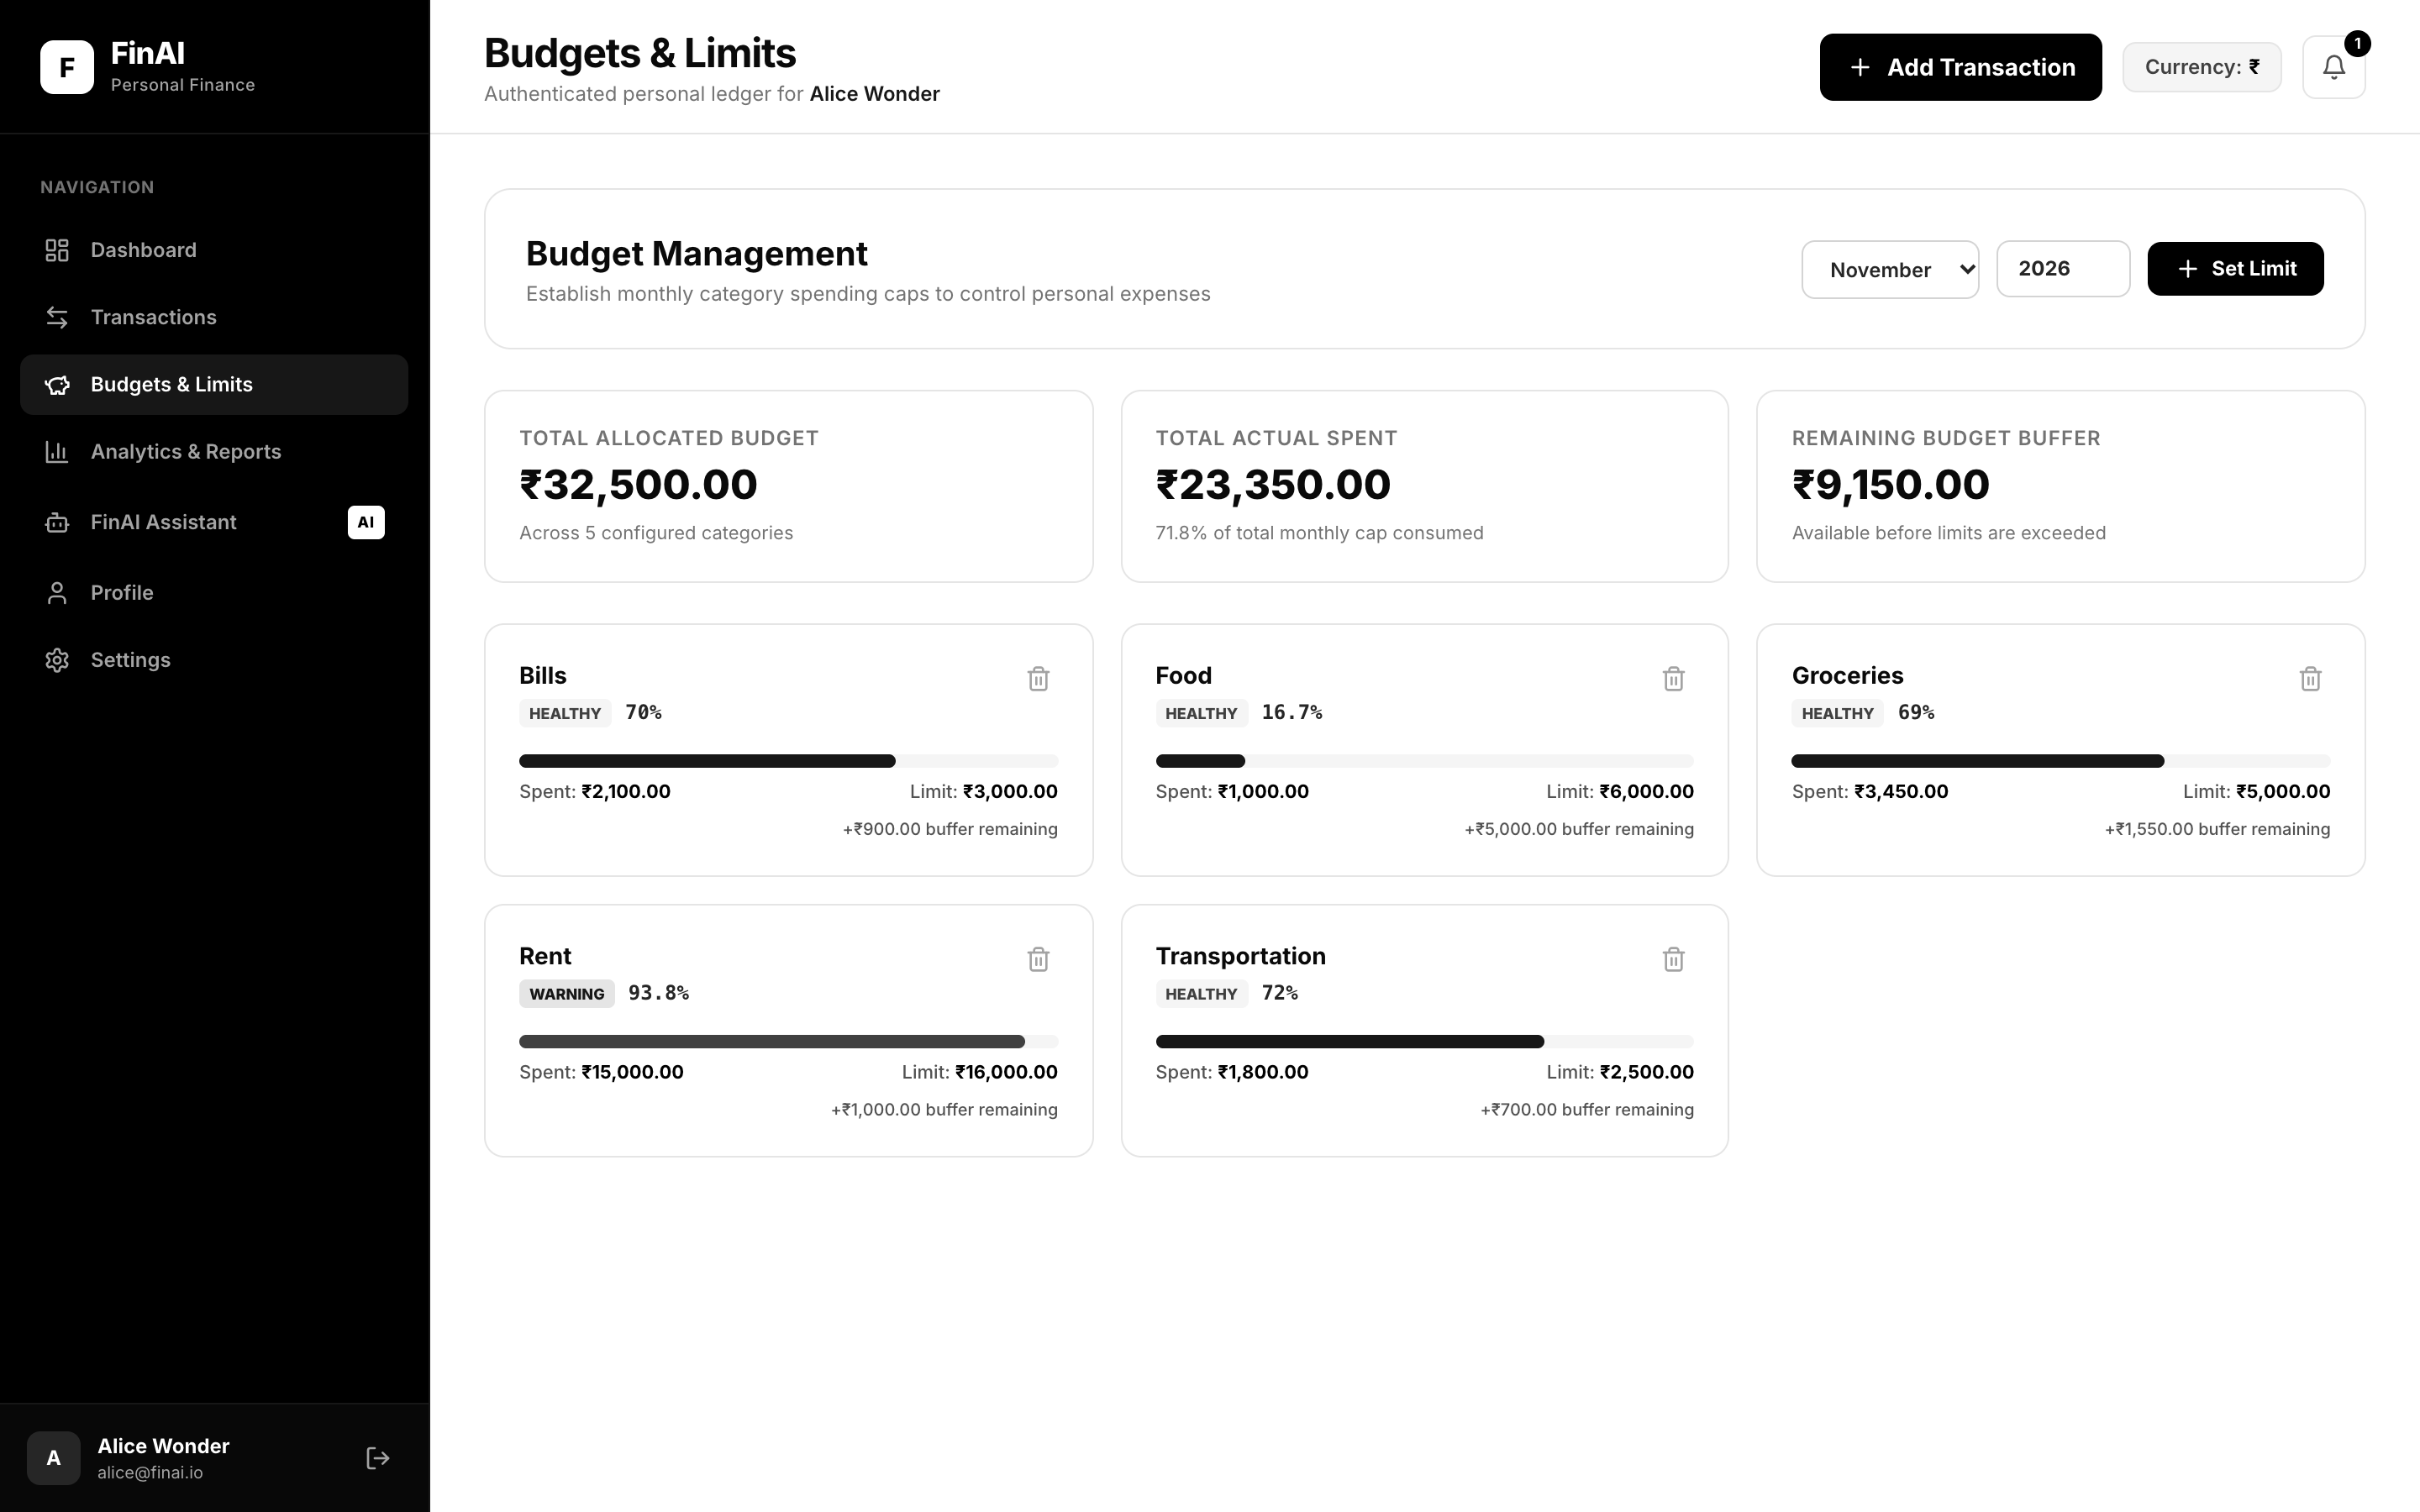 F
FinAI
Personal Finance
NAVIGATION
Dashboard
Transactions
Budgets & Limits
Analytics & Reports
FinAI Assistant
AI
Profile
Settings
A
Alice Wonder
alice@finai.io
Budgets & Limits
Authenticated personal ledger for Alice Wonder
+ Add Transaction
Currency: ₹
1
Budget Management
Establish monthly category spending caps to control personal expenses
November
2026
+ Set Limit
TOTAL ALLOCATED BUDGET
₹32,500.00
Across 5 configured categories
TOTAL ACTUAL SPENT
₹23,350.00
71.8% of total monthly cap consumed
REMAINING BUDGET BUFFER
₹9,150.00
Available before limits are exceeded
Bills
HEALTHY 70%
Spent: ₹2,100.00 Limit: ₹3,000.00
+₹900.00 buffer remaining
Food
HEALTHY 16.7%
Spent: ₹1,000.00 Limit: ₹6,000.00
+₹5,000.00 buffer remaining
Groceries
HEALTHY 69%
Spent: ₹3,450.00 Limit: ₹5,000.00
+₹1,550.00 buffer remaining
Rent
WARNING 93.8%
Spent: ₹15,000.00 Limit: ₹16,000.00
+₹1,000.00 buffer remaining
Transportation
HEALTHY 72%
Spent: ₹1,800.00 Limit: ₹2,500.00
+₹700.00 buffer remaining